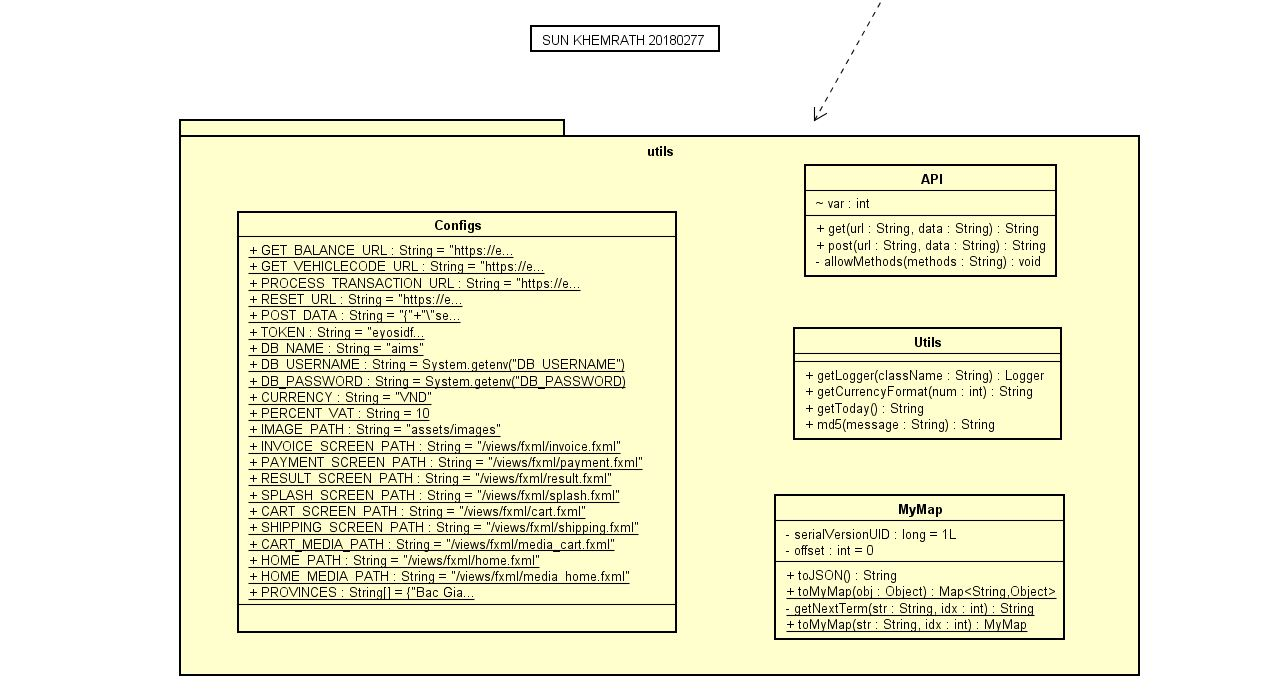 SUN KHEMRATH 20180277
utils
Configs
+ GET_BALANCE_URL : String = "https://e...
+ GET_VEHICLECODE_URL : String = "https://e...
+ PROCESS_TRANSACTION_URL : String = "https://e...
+ RESET_URL : String = "https://e...
+ POST_DATA : String = "{"+"\"se...
+ TOKEN : String = "eyosidf...
+ DB_NAME : String = "aims"
+ DB_USERNAME : String = System.getenv("DB_USERNAME")
+ DB_PASSWORD : String = System.getenv("DB_PASSWORD)
+ CURRENCY : String = "VND"
+ PERCENT_VAT : String = 10
+ IMAGE_PATH : String = "assets/images"
+ INVOICE_SCREEN_PATH : String = "/views/fxml/invoice.fxml"
+ PAYMENT_SCREEN_PATH : String = "/views/fxml/payment.fxml"
+ RESULT_SCREEN_PATH : String = "/views/fxml/result.fxml"
+ SPLASH_SCREEN_PATH : String = "/views/fxml/splash.fxml"
+ CART_SCREEN_PATH : String = "/views/fxml/cart.fxml"
+ SHIPPING_SCREEN_PATH : String = "/views/fxml/shipping.fxml"
+ CART_MEDIA_PATH : String = "/views/fxml/media_cart.fxml"
+ HOME_PATH : String = "/views/fxml/home.fxml"
+ HOME_MEDIA_PATH : String = "/views/fxml/media_home.fxml"
+ PROVINCES : String[] = {"Bac Gia...
API
~ var : int
+ get(url : String, data : String) : String
+ post(url : String, data : String) : String
- allowMethods(methods : String) : void
Utils
+ getLogger(className : String) : Logger
+ getCurrencyFormat(num : int) : String
+ getToday() : String
+ md5(message : String) : String
MyMap
- serialVersionUID : long = 1L
- offset : int = 0
+ toJSON() : String
+ toMyMap(obj : Object) : Map<String,Object>
- getNextTerm(str : String, idx : int) : String
+ toMyMap(str : String, idx : int) : MyMap